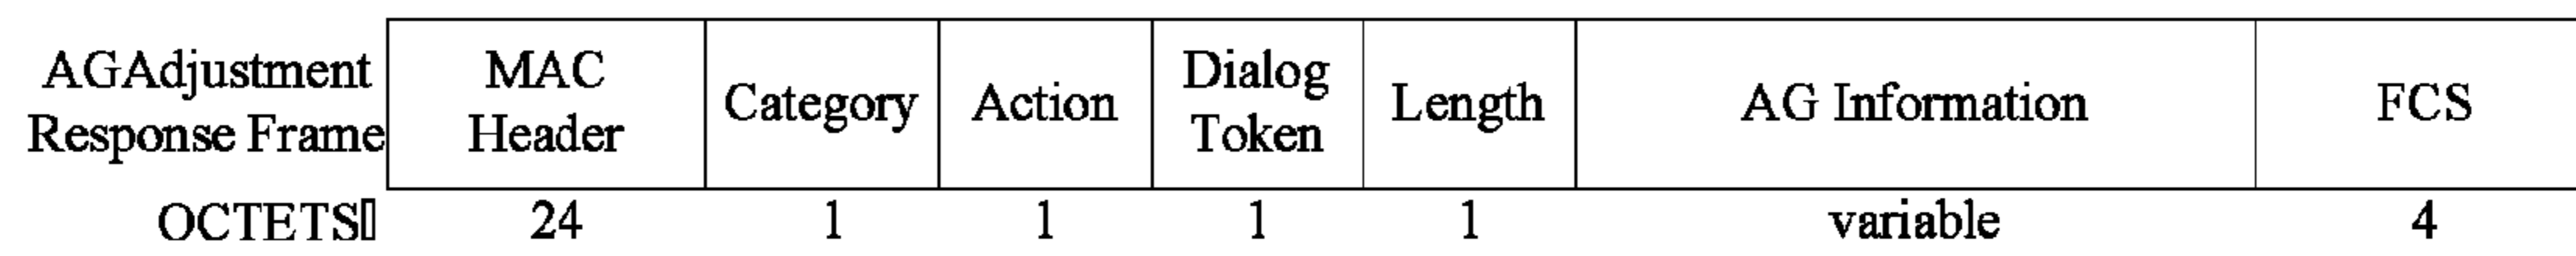 AGAdjustment
Response Frame
MAC
Header
Category
Action
Dialog
Token
Length
AG Information
FCS
OCTETS▯ 24 1 1 1 1 variable 4